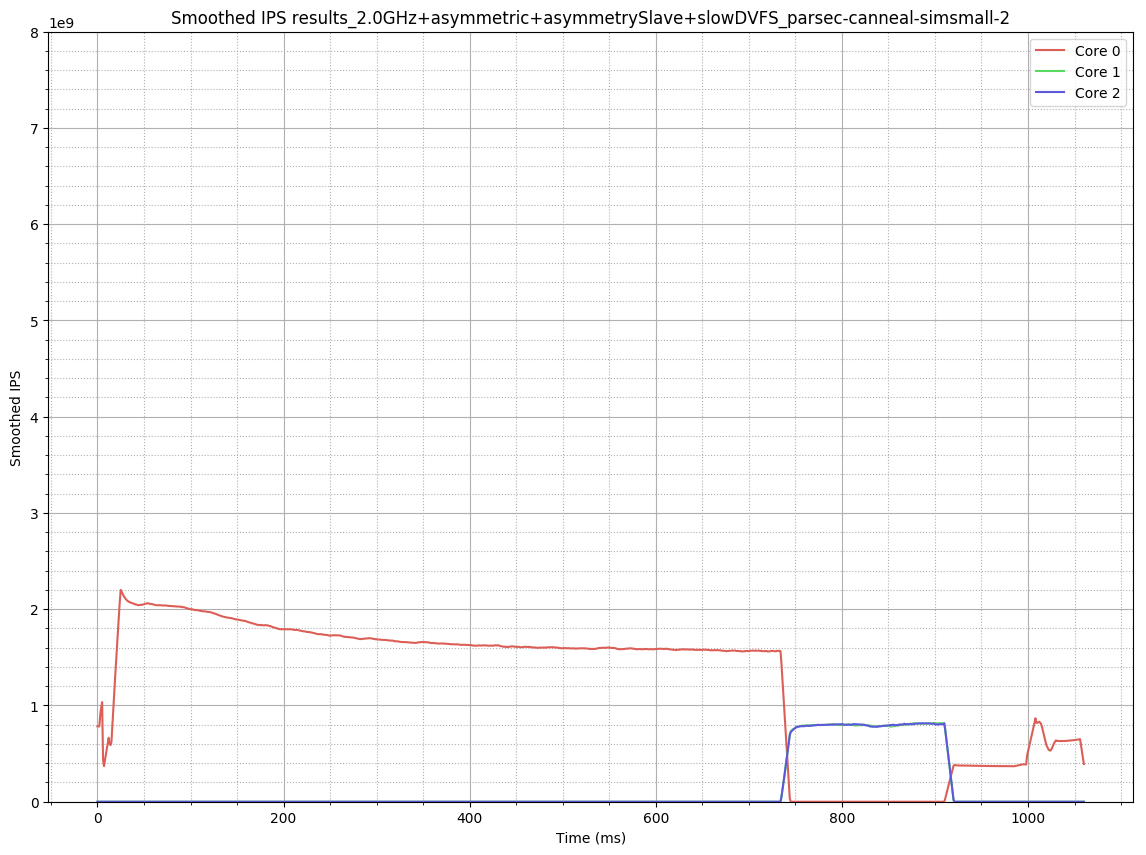 Smoothed IPS results_2.0GHz+asymmetric+asymmetrySlave+slowDVFS_parsec-canneal-simsmall-2
1e9
8
7
6
5
4
3
2
1
0
Smoothed IPS
Core 0
Core 1
Core 2
0 200 400 600 800 1000
Time (ms)